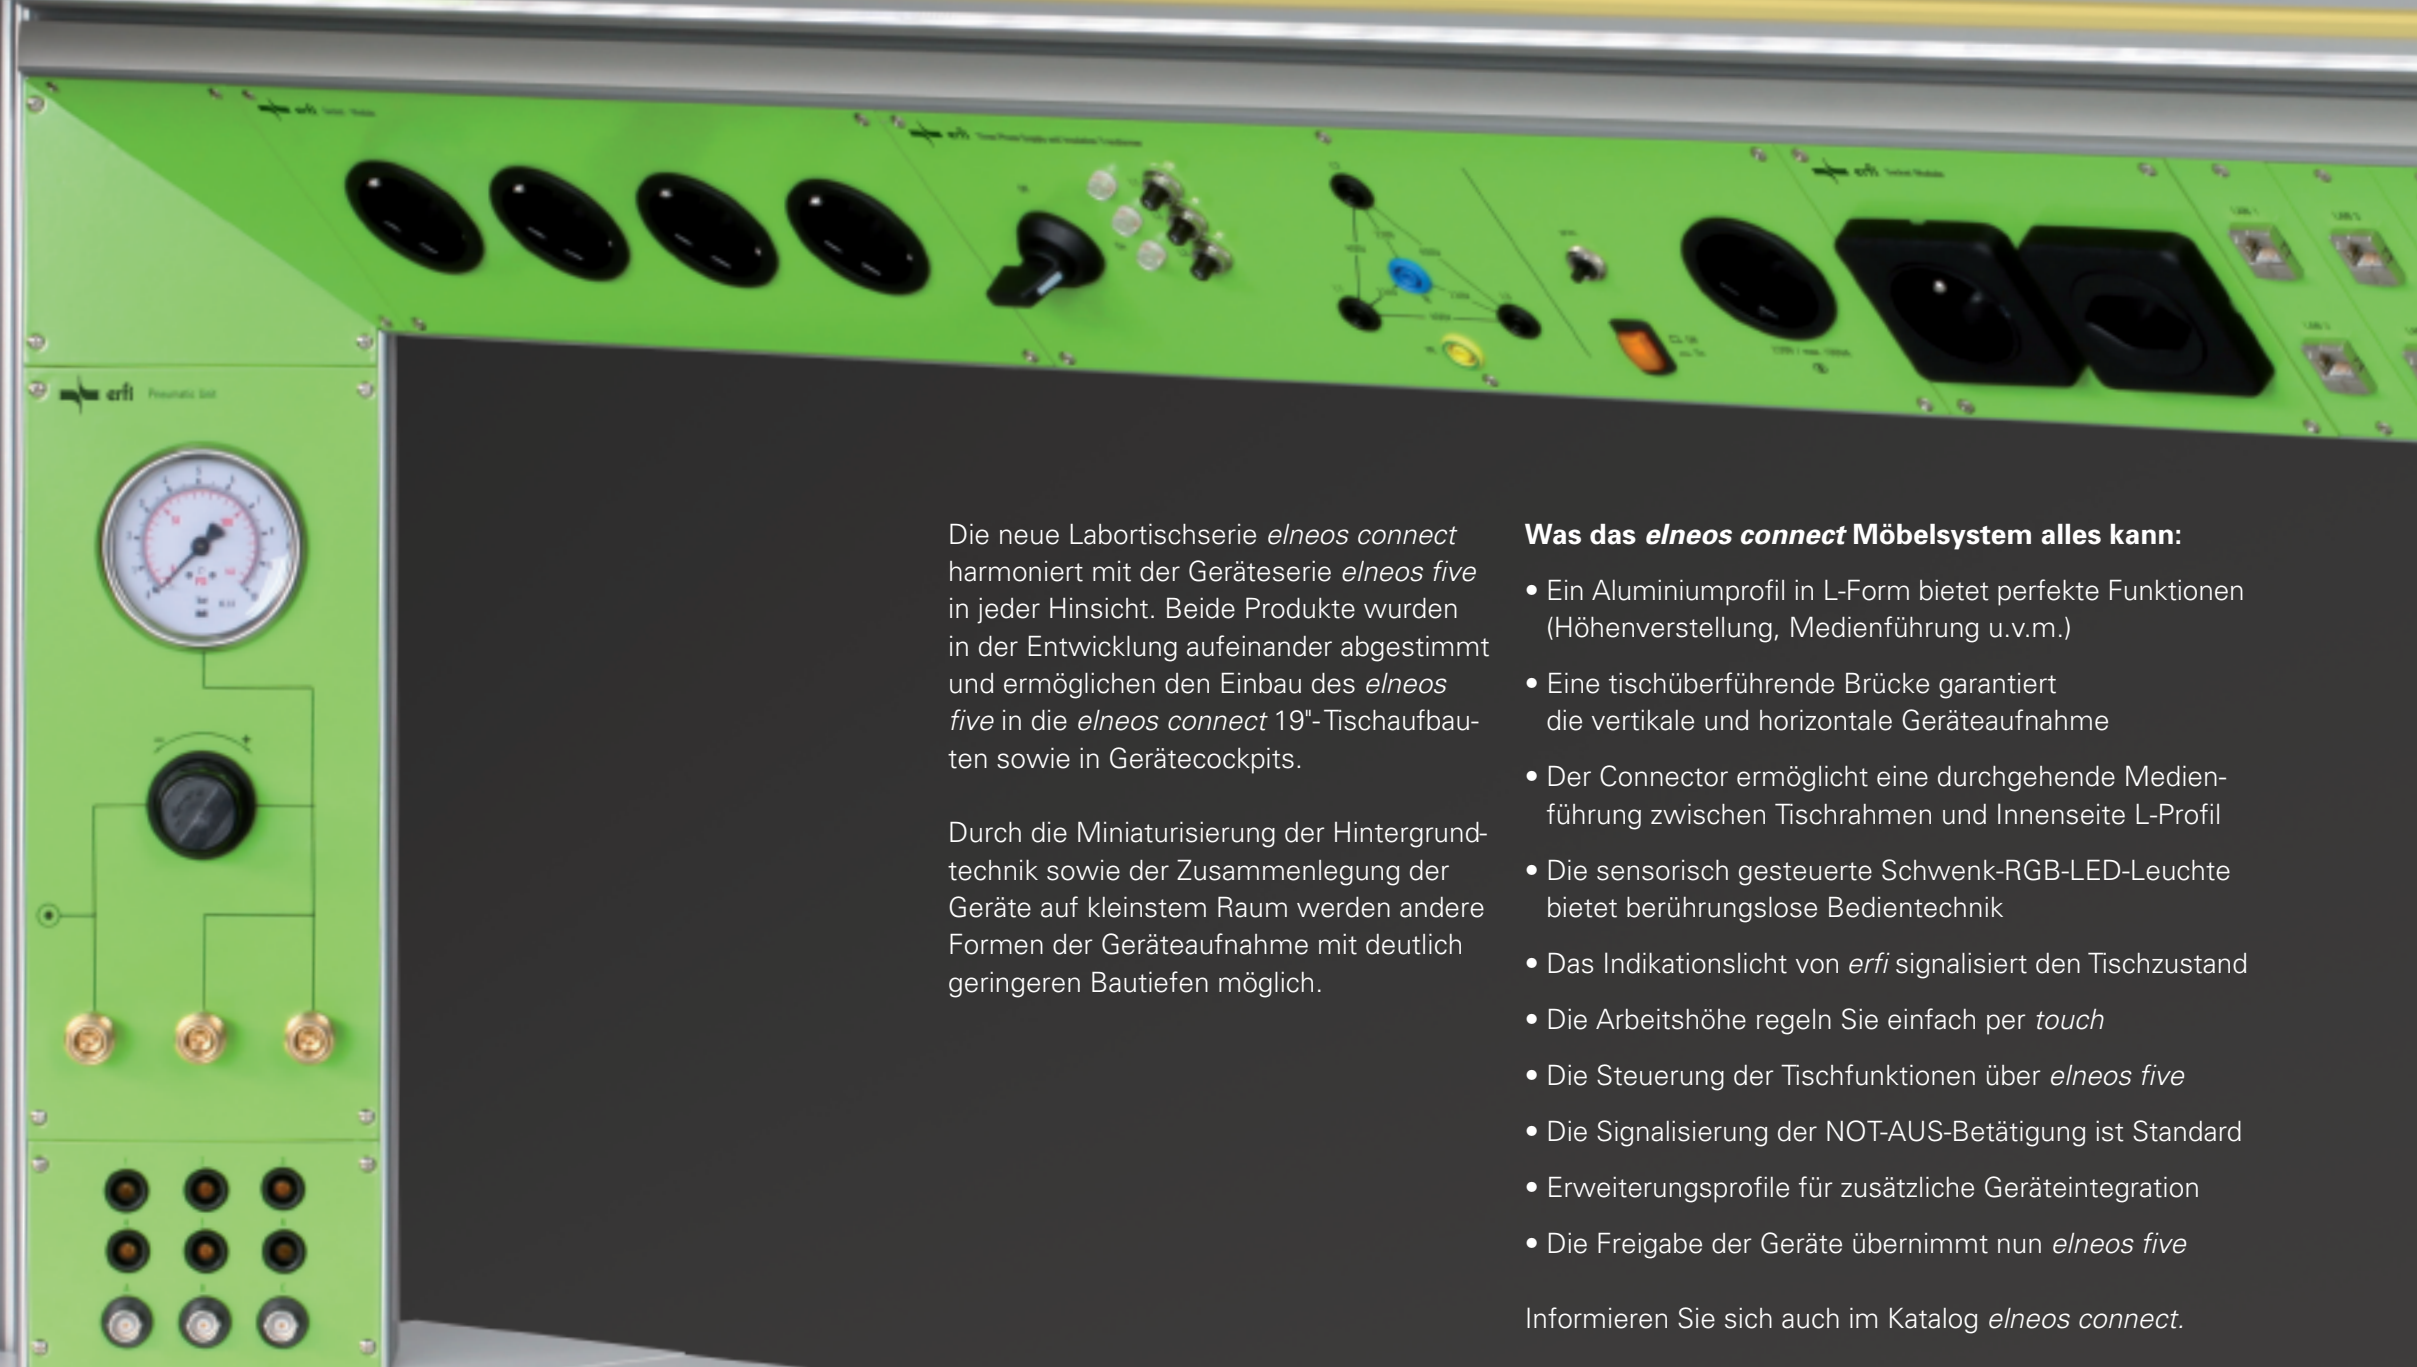 erfi
erfi
erfi Socket Module
LAN 1
erfi Pneumatic Unit
Die neue Labortischserie elneos connect
harmoniert mit der Geräteserie elneos five
in jeder Hinsicht. Beide Produkte wurden
in der Entwicklung aufeinander abgestimmt
und ermöglichen den Einbau des elneos
five in die elneos connect 19"-Tischaufbau-
ten sowie in Gerätecockpits.
Durch die Miniaturisierung der Hintergrund-
technik sowie der Zusammenlegung der
Geräte auf kleinstem Raum werden andere
Formen der Geräteaufnahme mit deutlich
geringeren Bautiefen möglich.
Was das elneos connect Möbelsystem alles kann:
• Ein Aluminiumprofil in L-Form bietet perfekte Funktionen
(Höhenverstellung, Medienführung u.v.m.)
• Eine tischüberführende Brücke garantiert
die vertikale und horizontale Geräteaufnahme
• Der Connector ermöglicht eine durchgehende Medien-
führung zwischen Tischrahmen und Innenseite L-Profil
• Die sensorisch gesteuerte Schwenk-RGB-LED-Leuchte
bietet berührungslose Bedientechnik
• Das Indikationslicht von erfi signalisiert den Tischzustand
• Die Arbeitshöhe regeln Sie einfach per touch
• Die Steuerung der Tischfunktionen über elneos five
• Die Signalisierung der NOT-AUS-Betätigung ist Standard
• Erweiterungsprofile für zusätzliche Geräteintegration
• Die Freigabe der Geräte übernimmt nun elneos five
Informieren Sie sich auch im Katalog elneos connect.